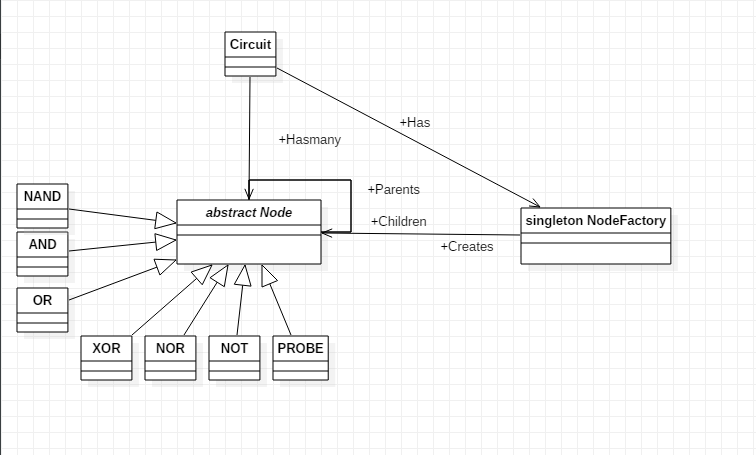 Circuit
+Has
+Hasmany
NAND
+Parents
abstract Node
+Children
singleton NodeFactory
AND
+Creates
OR
XOR
NOR
NOT
PROBE